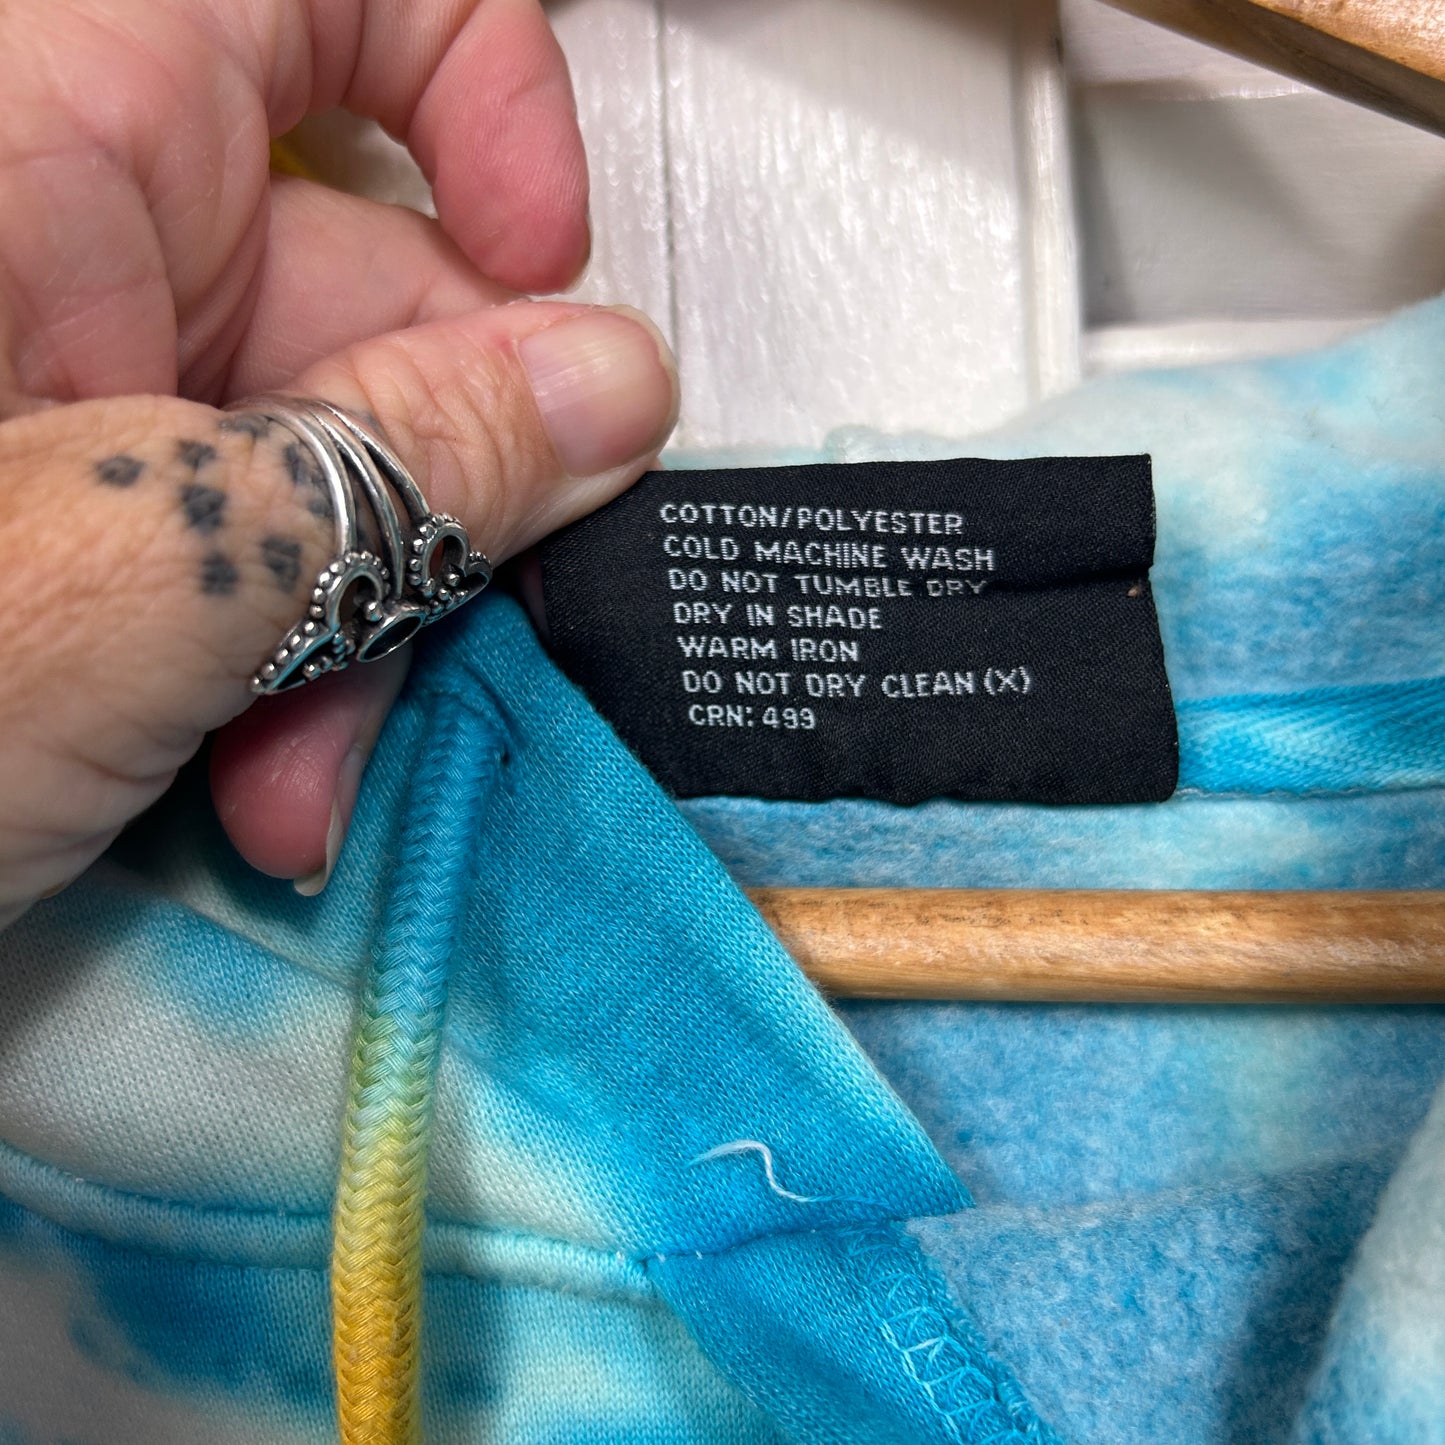 COTTON/POLYESTER
COLD MACHINE WASH
DO NOT TUMBLE DRY
DRY IN SHADE
WARM IRON
DO NOT DRY CLEAN (X)
CRN: 499